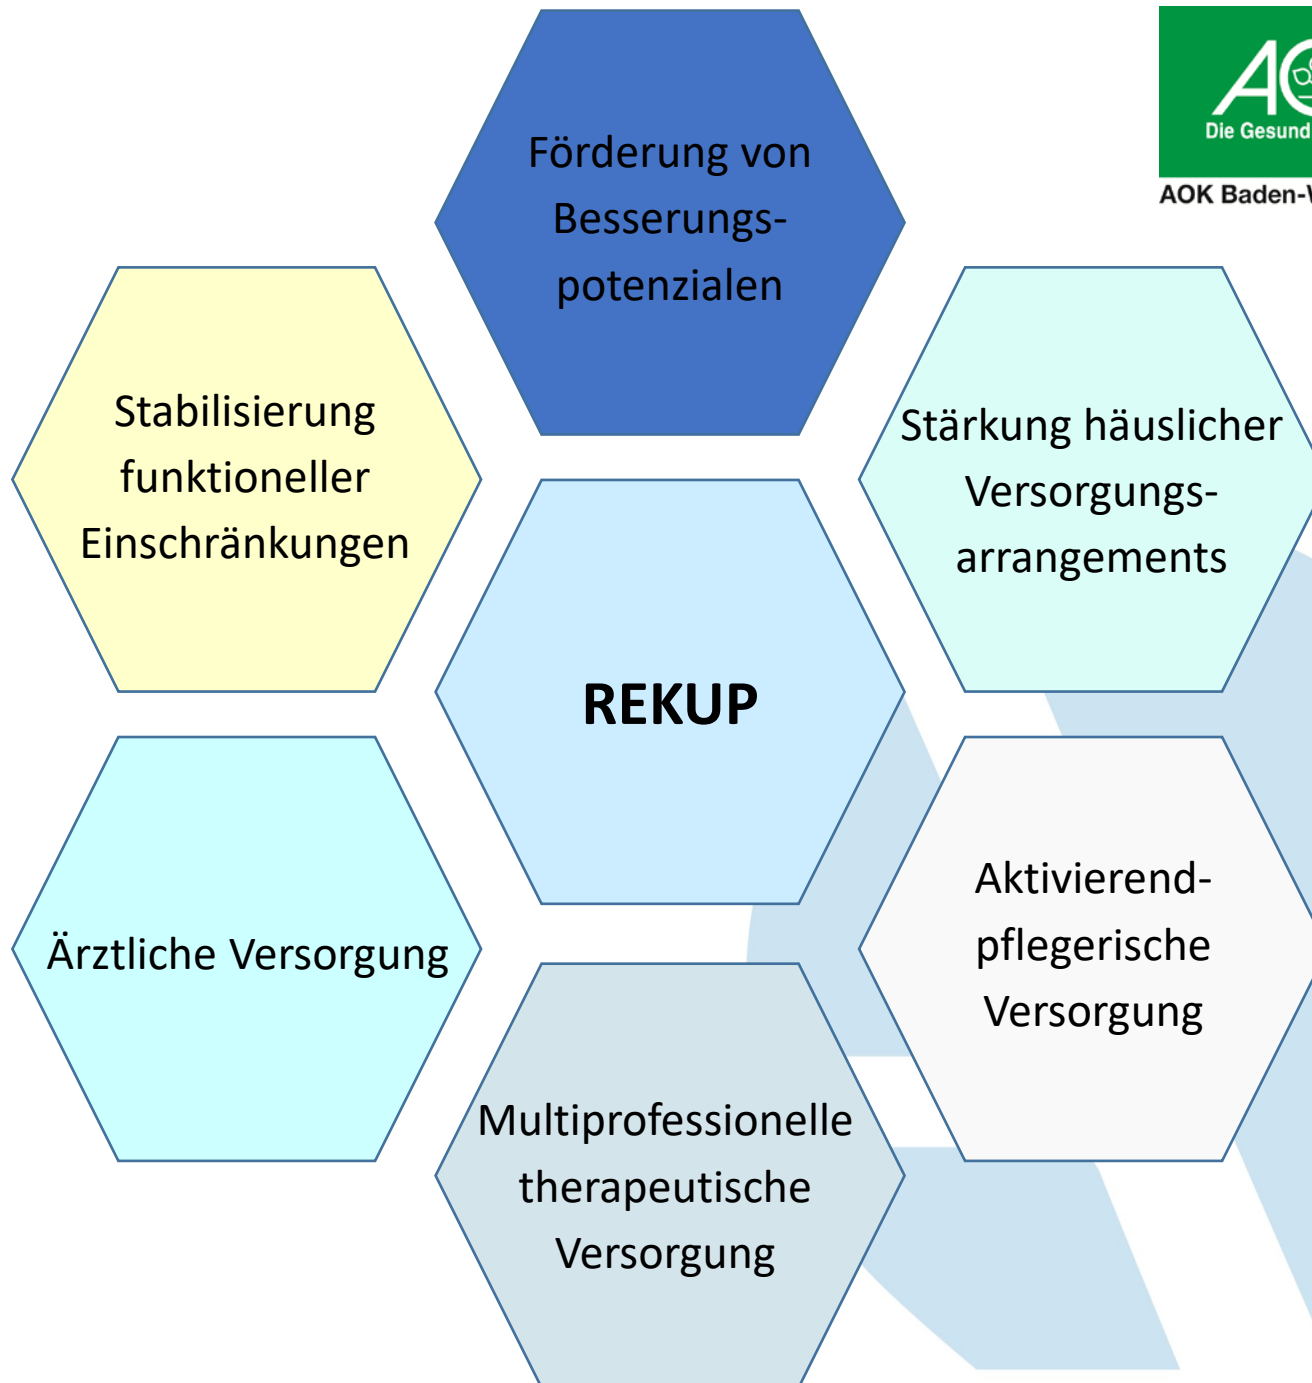 Förderung von
Besserungs-
potenzialen
Die Gesund
AOK Baden-
Stabilisierung
funktioneller
Einschränkungen
Stärkung häuslicher
Versorgungs-
arrangements
REKUP
Ärztliche Versorgung
Aktivierend-
pflegerische
Versorgung
Multiprofessionelle
therapeutische
Versorgung